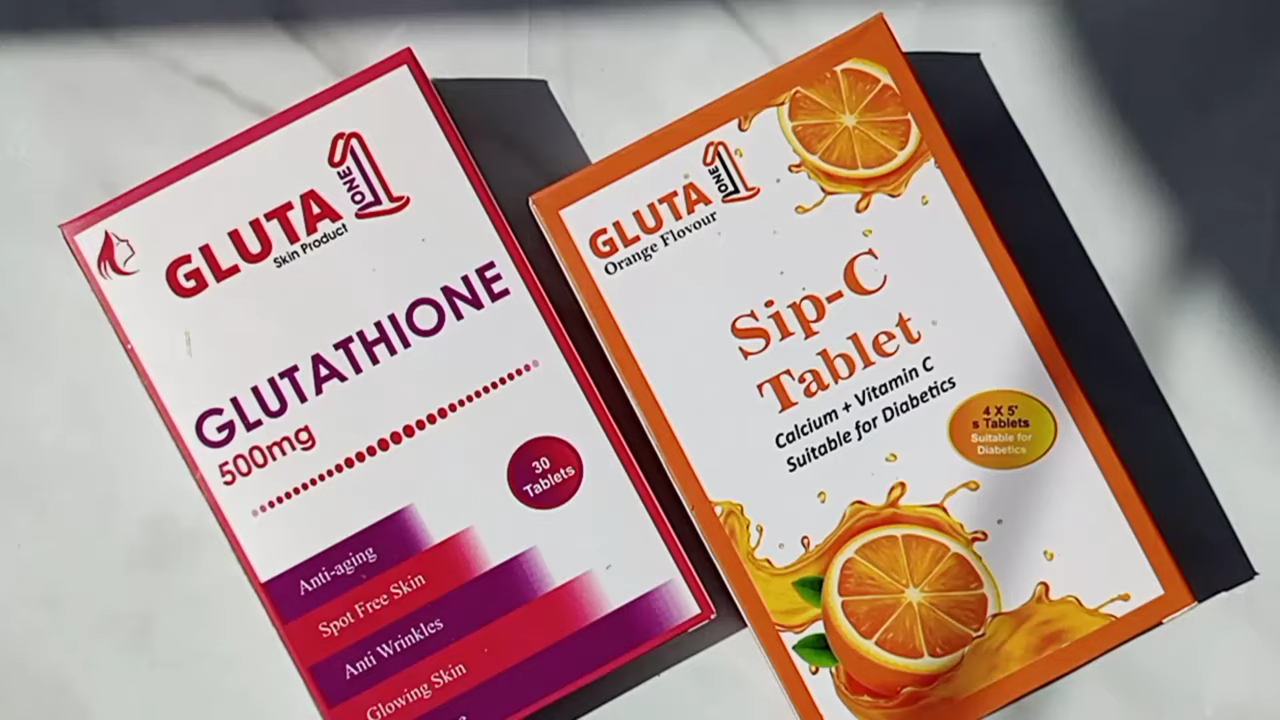 GLUTA ONE 1
Skin Product
GLUTATHIONE
500mg
30
Tablets
Anti-aging
Spot Free Skin
Anti Wrinkles
Glowing Skin
GLUTA ONE 1
Orange Flovour
Sip-C
Tablet
Calcium + Vitamin C
Suitable for Diabetics
4 X 5'
s Tablets
Suitable for
Diabetics